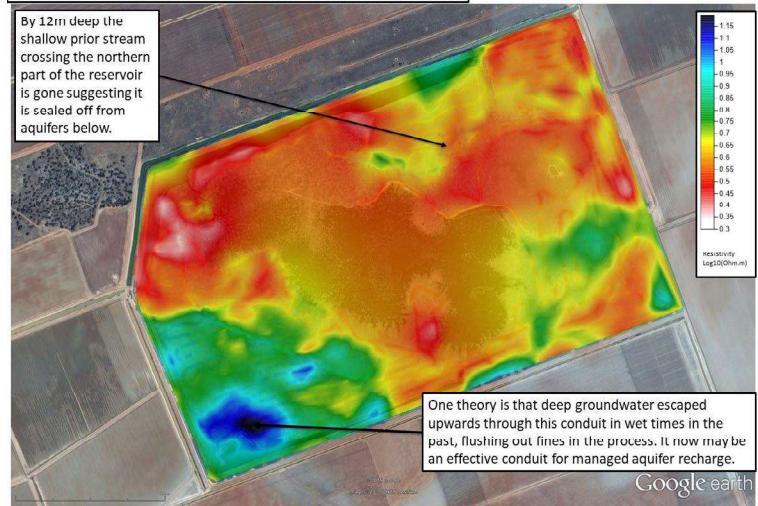 By 12m deep the
shallow prior stream
crossing the northern
part of the reservoir
is gone suggesting it
is sealed off from
aquifers below.
1.15
1.1
1.05
1
0.95
0.9
0.85
0.8
0.75
0.7
0.65
0.6
0.55
0.5
0.45
0.4
0.35
0.3
Resistivity
Log10(Ohm.m)
One theory is that deep groundwater escaped
upwards through this conduit in wet times in the
past, flushing out fines in the process. It now may be
an effective conduit for managed aquifer recharge.
Google earth